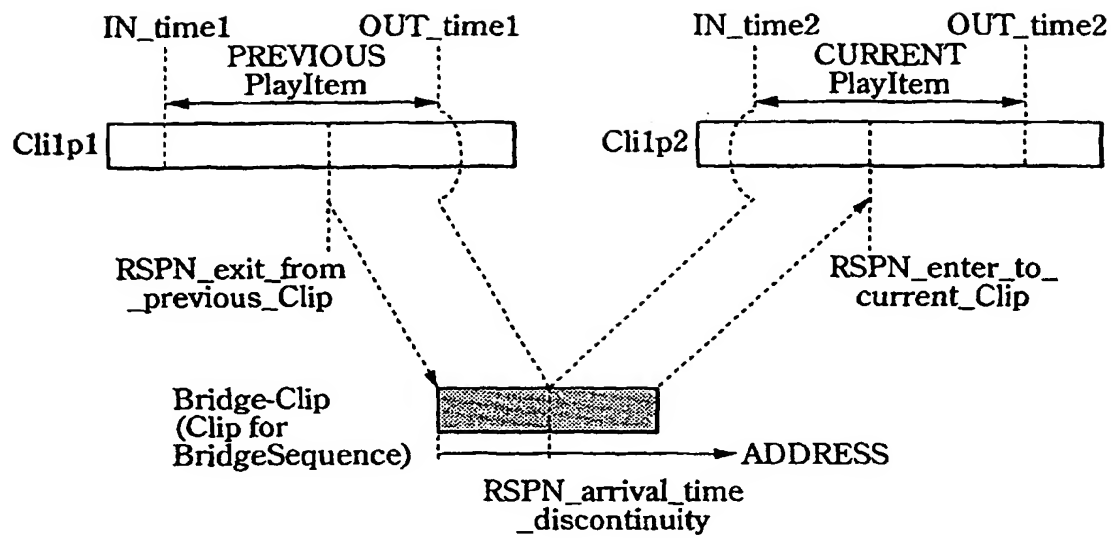 IN_time1
OUT_time1
IN_time2
OUT_time2
PREVIOUS
PlayItem
CURRENT
PlayItem
Cli1p1
Cli1p2
RSPN_exit_from
_previous_Clip
RSPN_enter_to_
current_Clip
Bridge-Clip
(Clip for
BridgeSequence)
ADDRESS
RSPN_arrival_time
_discontinuity